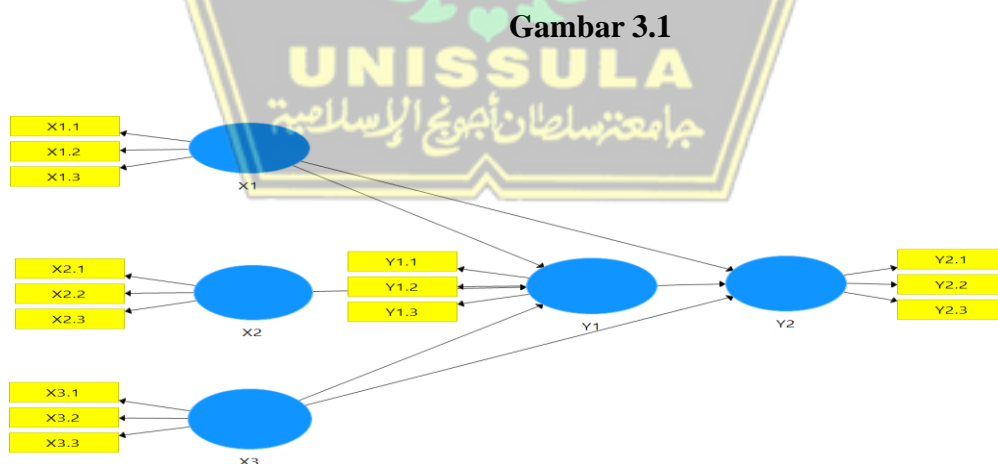 Gambar 3.1
UNISSULA
جامعتنسلطان أجونج الإسلامية
X1.1
X1.2
X1.3
X1
X2.1
X2.2
X2.3
X2
Y1.1
Y1.2
Y1.3
Y1
Y2
Y2.1
Y2.2
Y2.3
X3.1
X3.2
X3.3
X3